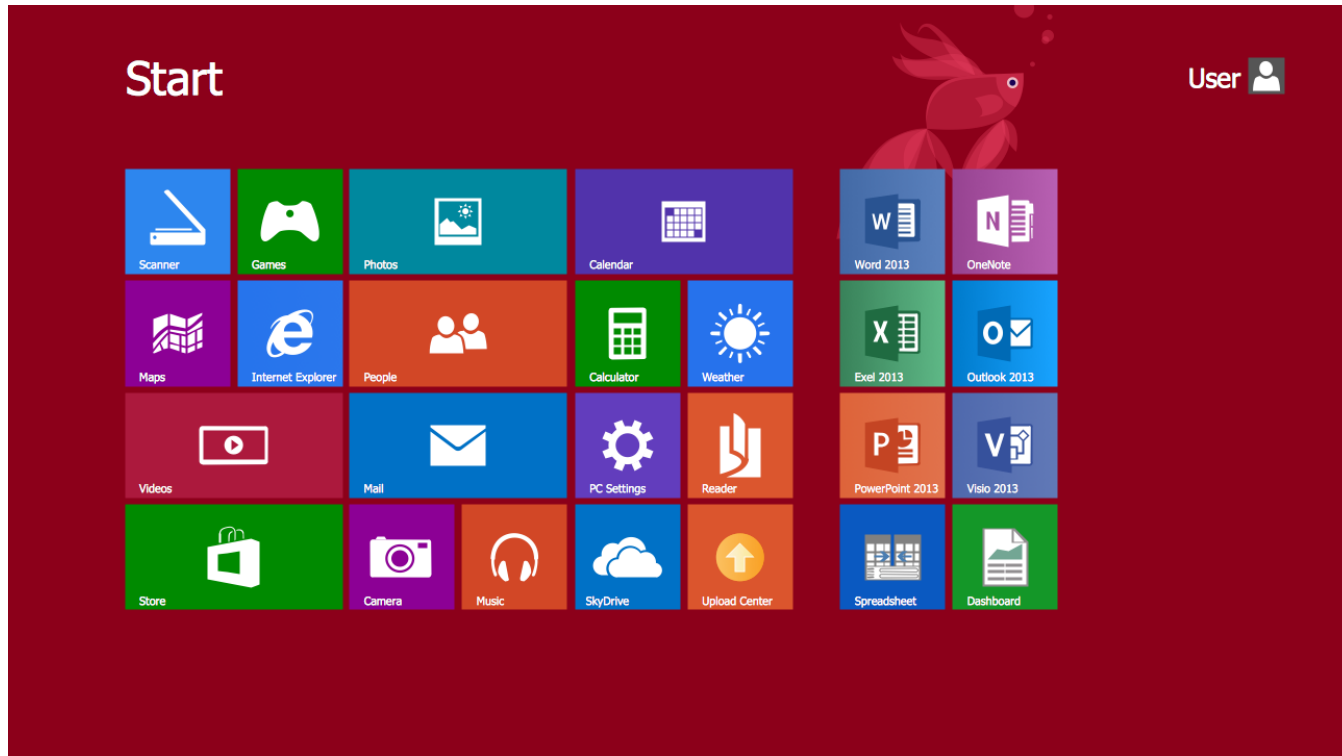 Start
User
Scanner
Games
Photos
Calendar
Word 2013
OneNote
Maps
Internet Explorer
People
Calculator
Weather
Exel 2013
Outlook 2013
Videos
Mail
PC Settings
Reader
PowerPoint 2013
Visio 2013
Store
Camera
Music
SkyDrive
Upload Center
Spreadsheet
Dashboard
W
N
X
O
P
V